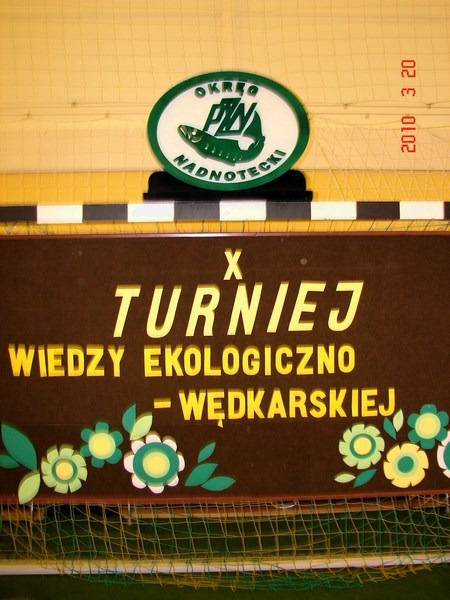 OKRĘG
PZW
NADNOTECKI
2010 3 20
X
TURNIEJ
WIEDZY EKOLOGICZNO
-WĘDKARSKIEJ